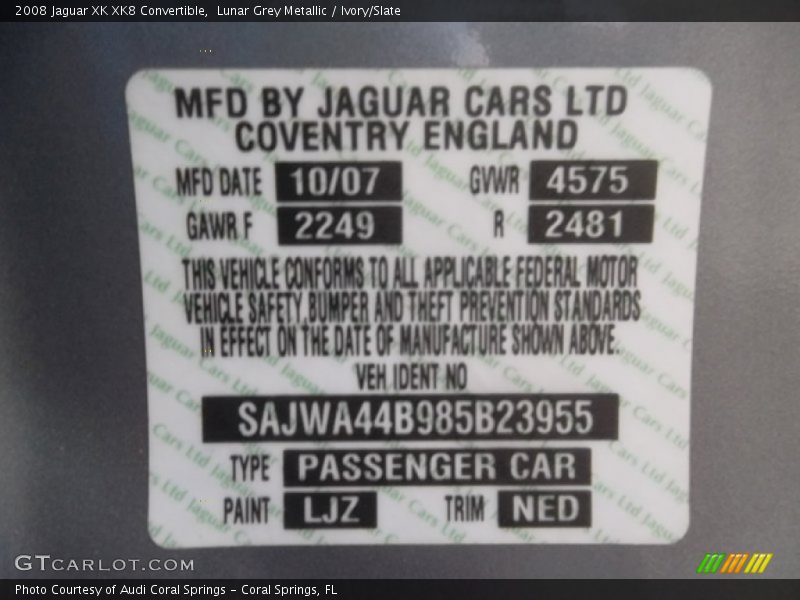 2008 Jaguar XK XK8 Convertible, Lunar Grey Metallic / Ivory/Slate
MFD BY JAGUAR CARS LTD
COVENTRY ENGLAND
MFD DATE 10/07 GVWR 4575
GAWR F 2249 R 2481
THIS VEHICLE CONFORMS TO ALL APPLICABLE FEDERAL MOTOR
VEHICLE SAFETY, BUMPER AND THEFT PREVENTION STANDARDS
IN EFFECT ON THE DATE OF MANUFACTURE SHOWN ABOVE.
VEH IDENT NO
SAJWA44B985B23955
TYPE PASSENGER CAR
PAINT LJZ TRIM NED
GTCARLOT.COM
Photo Courtesy of Audi Coral Springs – Coral Springs, FL